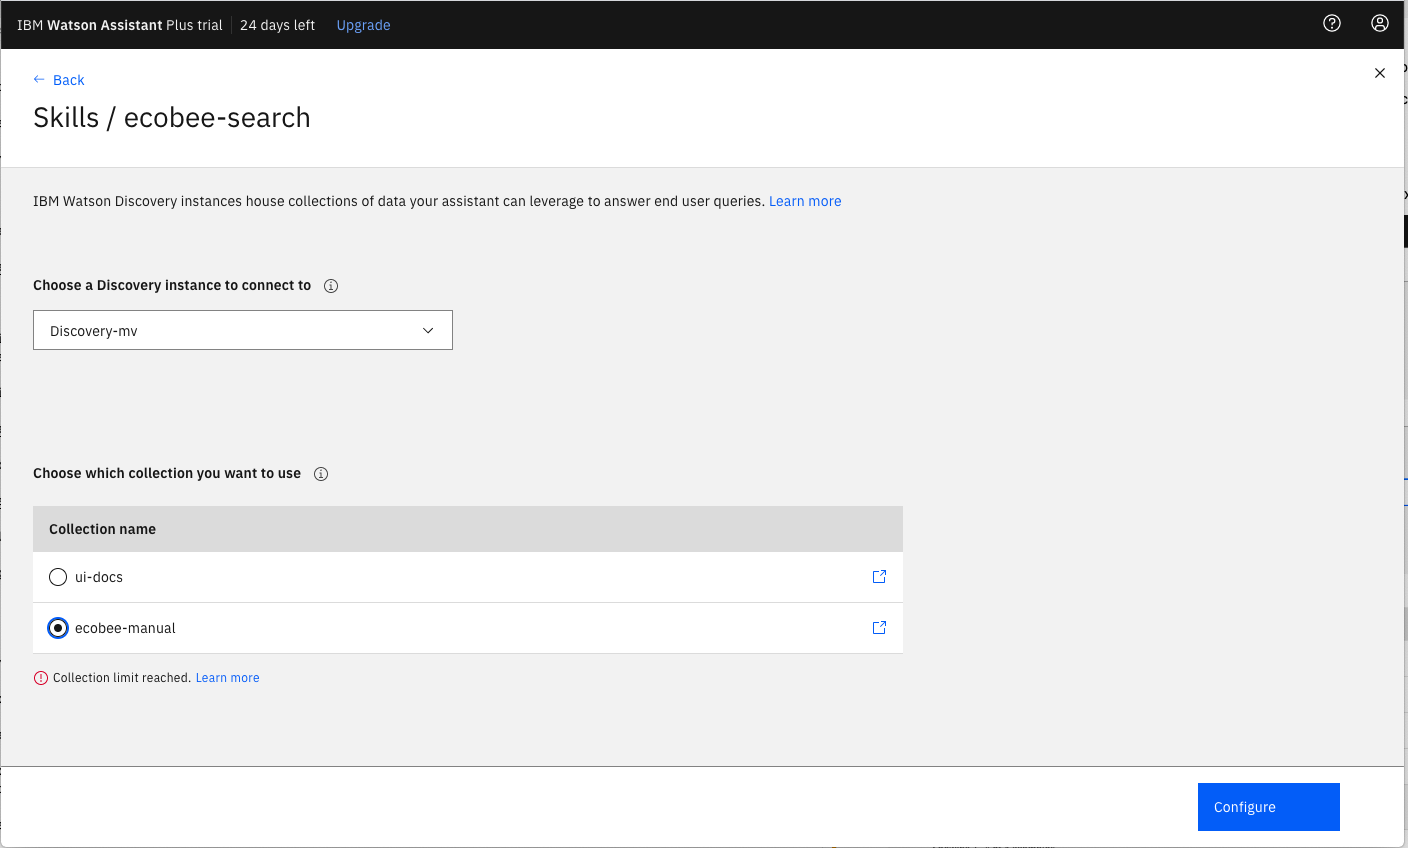 IBM Watson Assistant Plus trial 24 days left Upgrade
← Back
Skills / ecobee-search
IBM Watson Discovery instances house collections of data your assistant can leverage to answer end user queries. Learn more
Choose a Discovery instance to connect to
Discovery-mv
Choose which collection you want to use
Collection name
ui-docs
ecobee-manual
Collection limit reached. Learn more
Configure